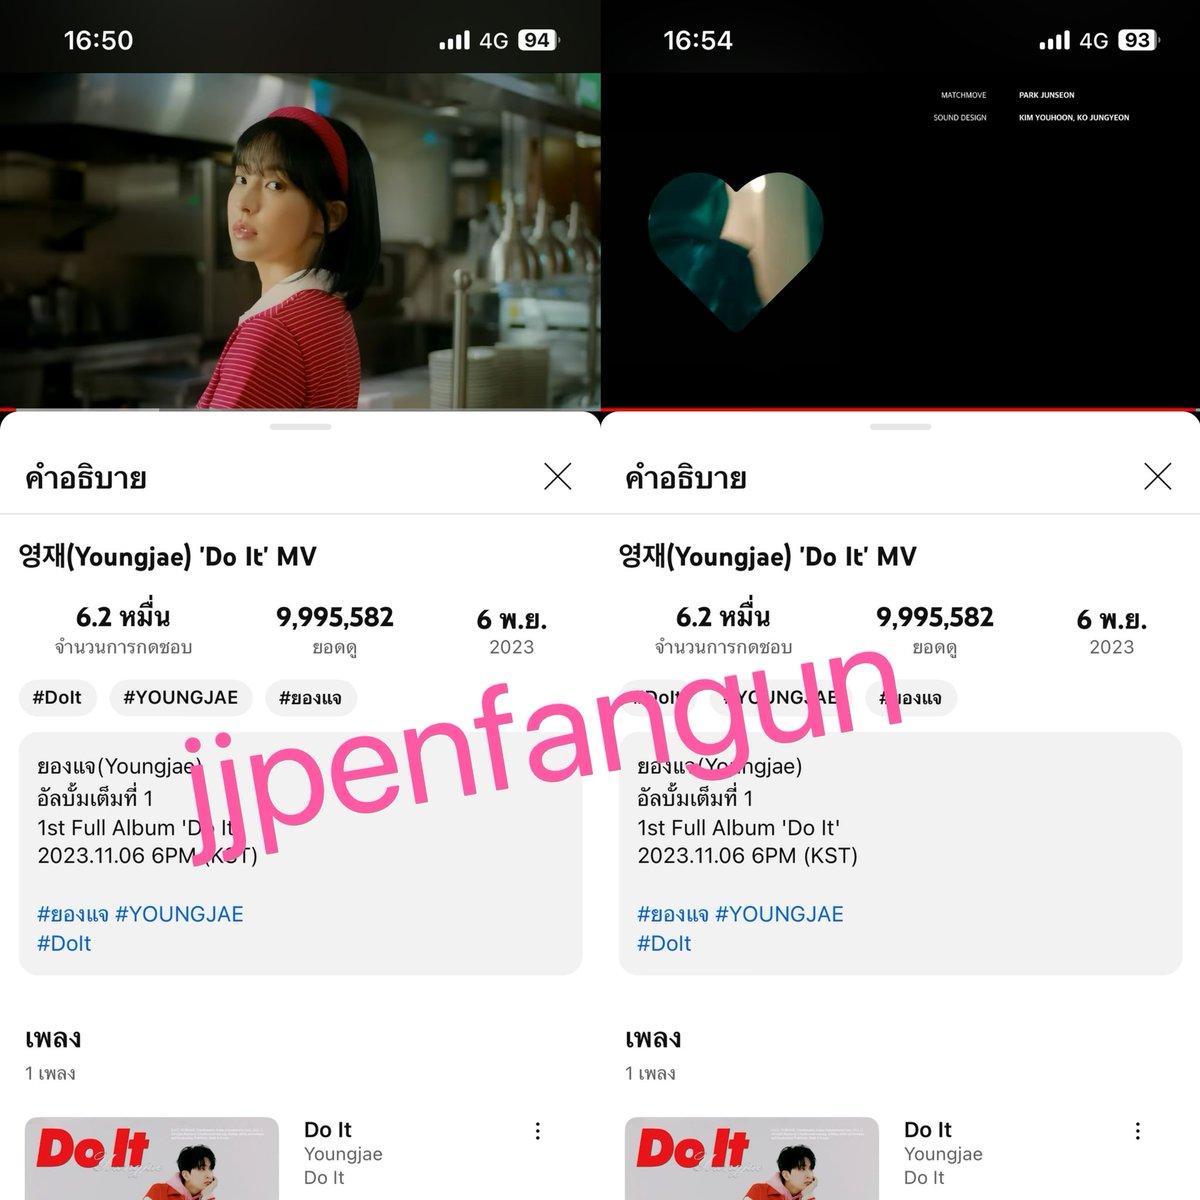 16:50
4G 94
คำอธิบาย
영재(Youngjae) 'Do It' MV
6.2 หมื่น
9,995,582
6 พ.ย.
จำนวนการกดชอบ
ยอดดู
2023
#DoIt
#YOUNGJAE
#ยองแจ
ยองแจ(Youngjae)
อัลบั้มเต็มที่ 1
1st Full Album 'Do It'
2023.11.06 6PM (KST)
#ยองแจ #YOUNGJAE
#DoIt
เพลง
1 เพลง
Do It
Youngjae
Do It
Youngjae
Do It
16:54
4G 93
MATCHMOVE PARK JUNSEON
SOUND DESIGN KIM YOUHOON, KO JUNGYEON
คำอธิบาย
영재(Youngjae) 'Do It' MV
6.2 หมื่น
9,995,582
6 พ.ย.
จำนวนการกดชอบ
ยอดดู
2023
#DoIt
#YOUNGJAE
#ยองแจ
ยองแจ(Youngjae)
อัลบั้มเต็มที่ 1
1st Full Album 'Do It'
2023.11.06 6PM (KST)
#ยองแจ #YOUNGJAE
#DoIt
เพลง
1 เพลง
Do It
Youngjae
Do It
Youngjae
Do It
jjpenfangun